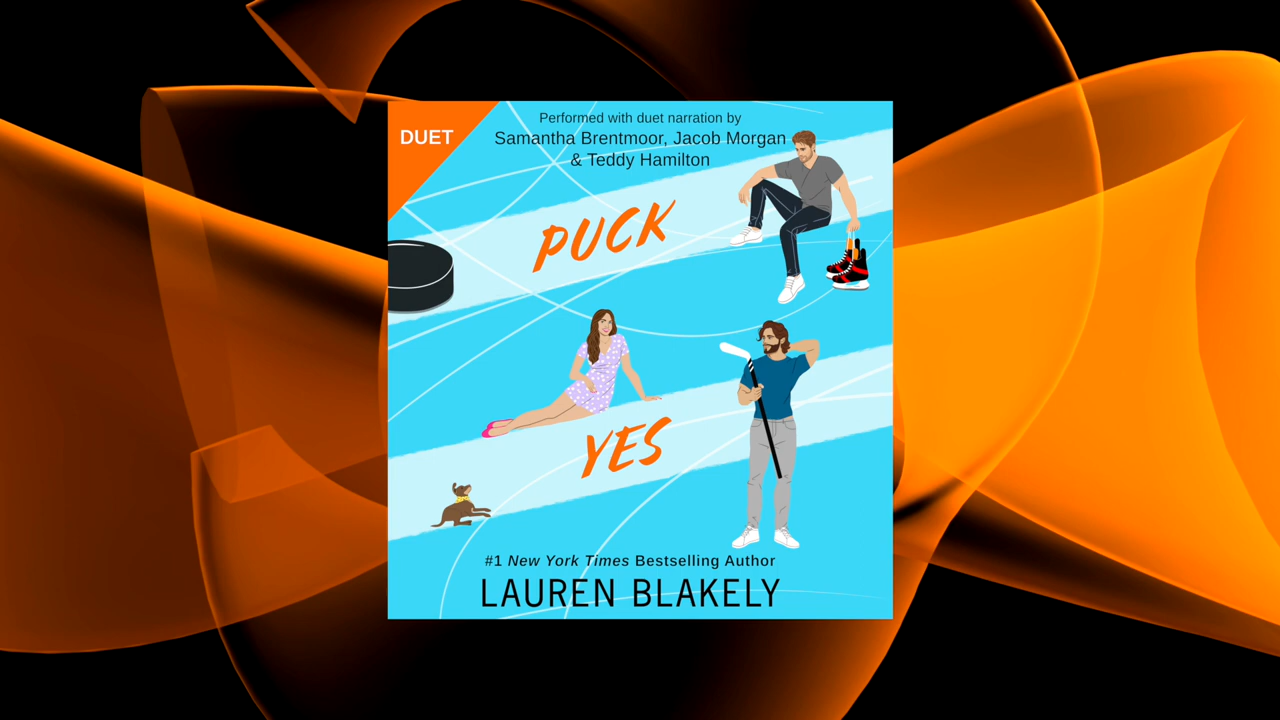 DUET
Performed with duet narration by
Samantha Brentmoor, Jacob Morgan
& Teddy Hamilton
PUCK
YES
#1 New York Times Bestselling Author
LAUREN BLAKELY